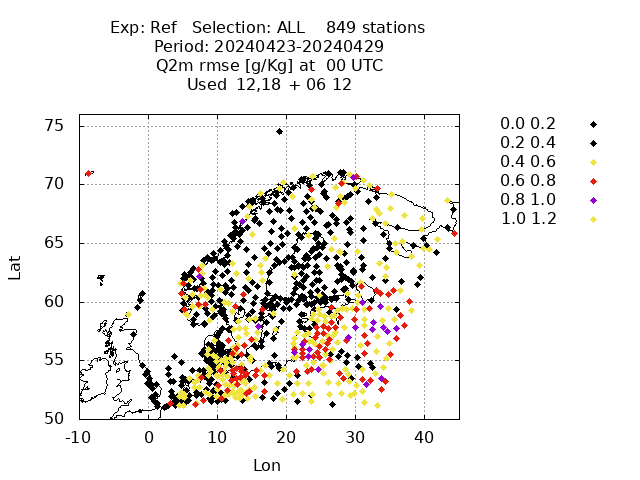 Exp: Ref   Selection: ALL    849 stations
Period: 20240423-20240429
Q2m rmse [g/Kg] at  00 UTC
Used  12,18 + 06 12
75
70
65
60
55
50
-10 0 10 20 30 40
Lat
Lon
0.0 0.2
0.2 0.4
0.4 0.6
0.6 0.8
0.8 1.0
1.0 1.2